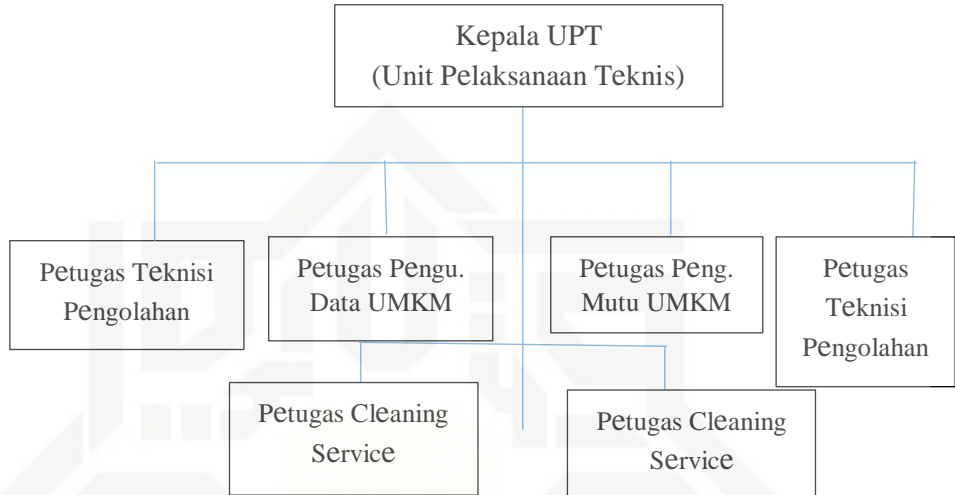 Kepala UPT
(Unit Pelaksanaan Teknis)
Petugas Teknisi
Pengolahan
Petugas Pengu.
Data UMKM
Petugas Peng.
Mutu UMKM
Petugas
Teknisi
Pengolahan
Petugas Cleaning
Service
Petugas Cleaning
Service